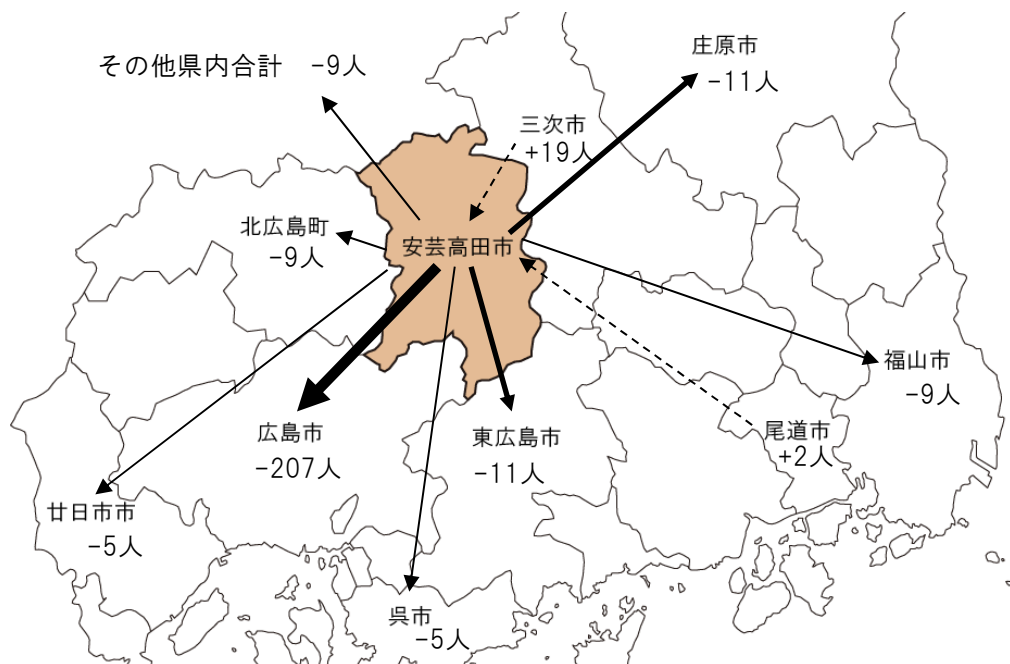 その他県内合計 -9人
庄原市
-11人
三次市
+19人
北広島町
-9人
安芸高田市
福山市
-9人
広島市
-207人
東広島市
-11人
尾道市
+2人
廿日市市
-5人
呉市
-5人